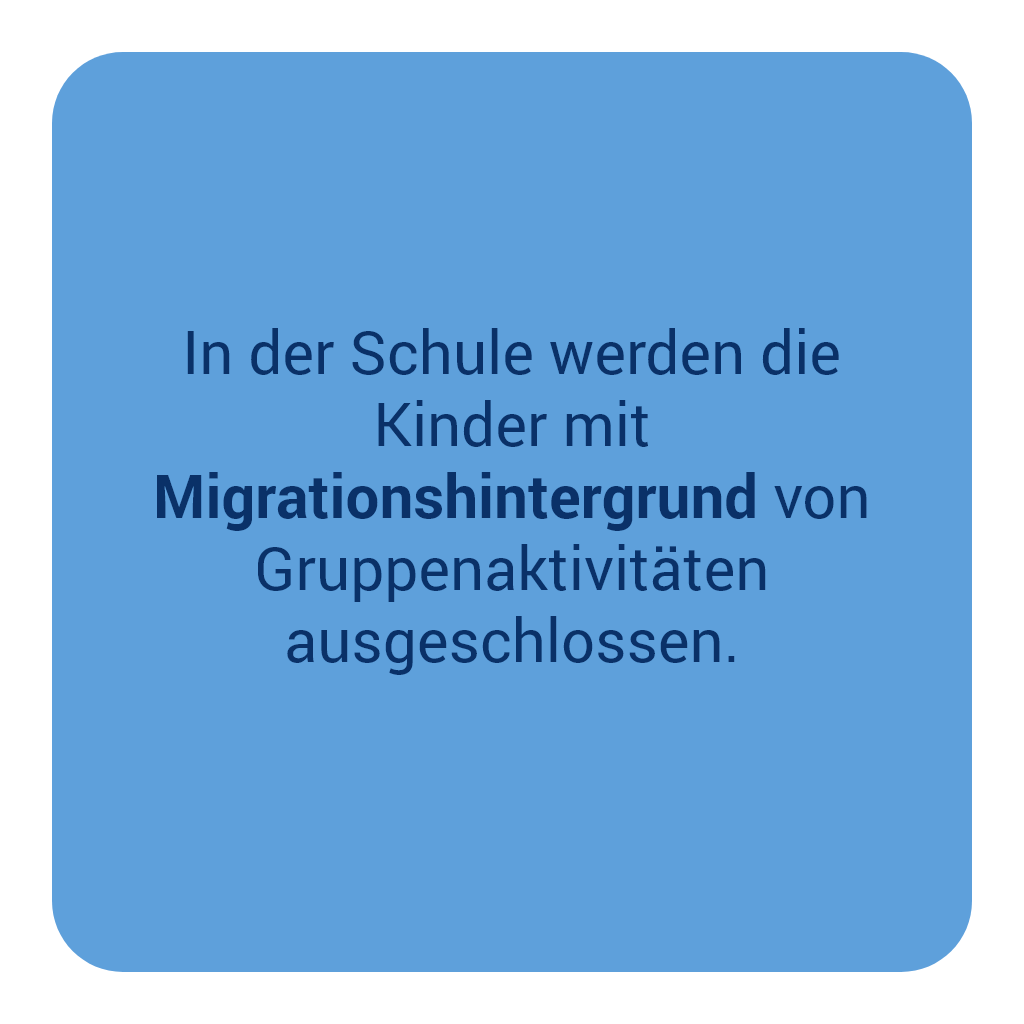 In der Schule werden die
Kinder mit
Migrationshintergrund von
Gruppenaktivitäten
ausgeschlossen.